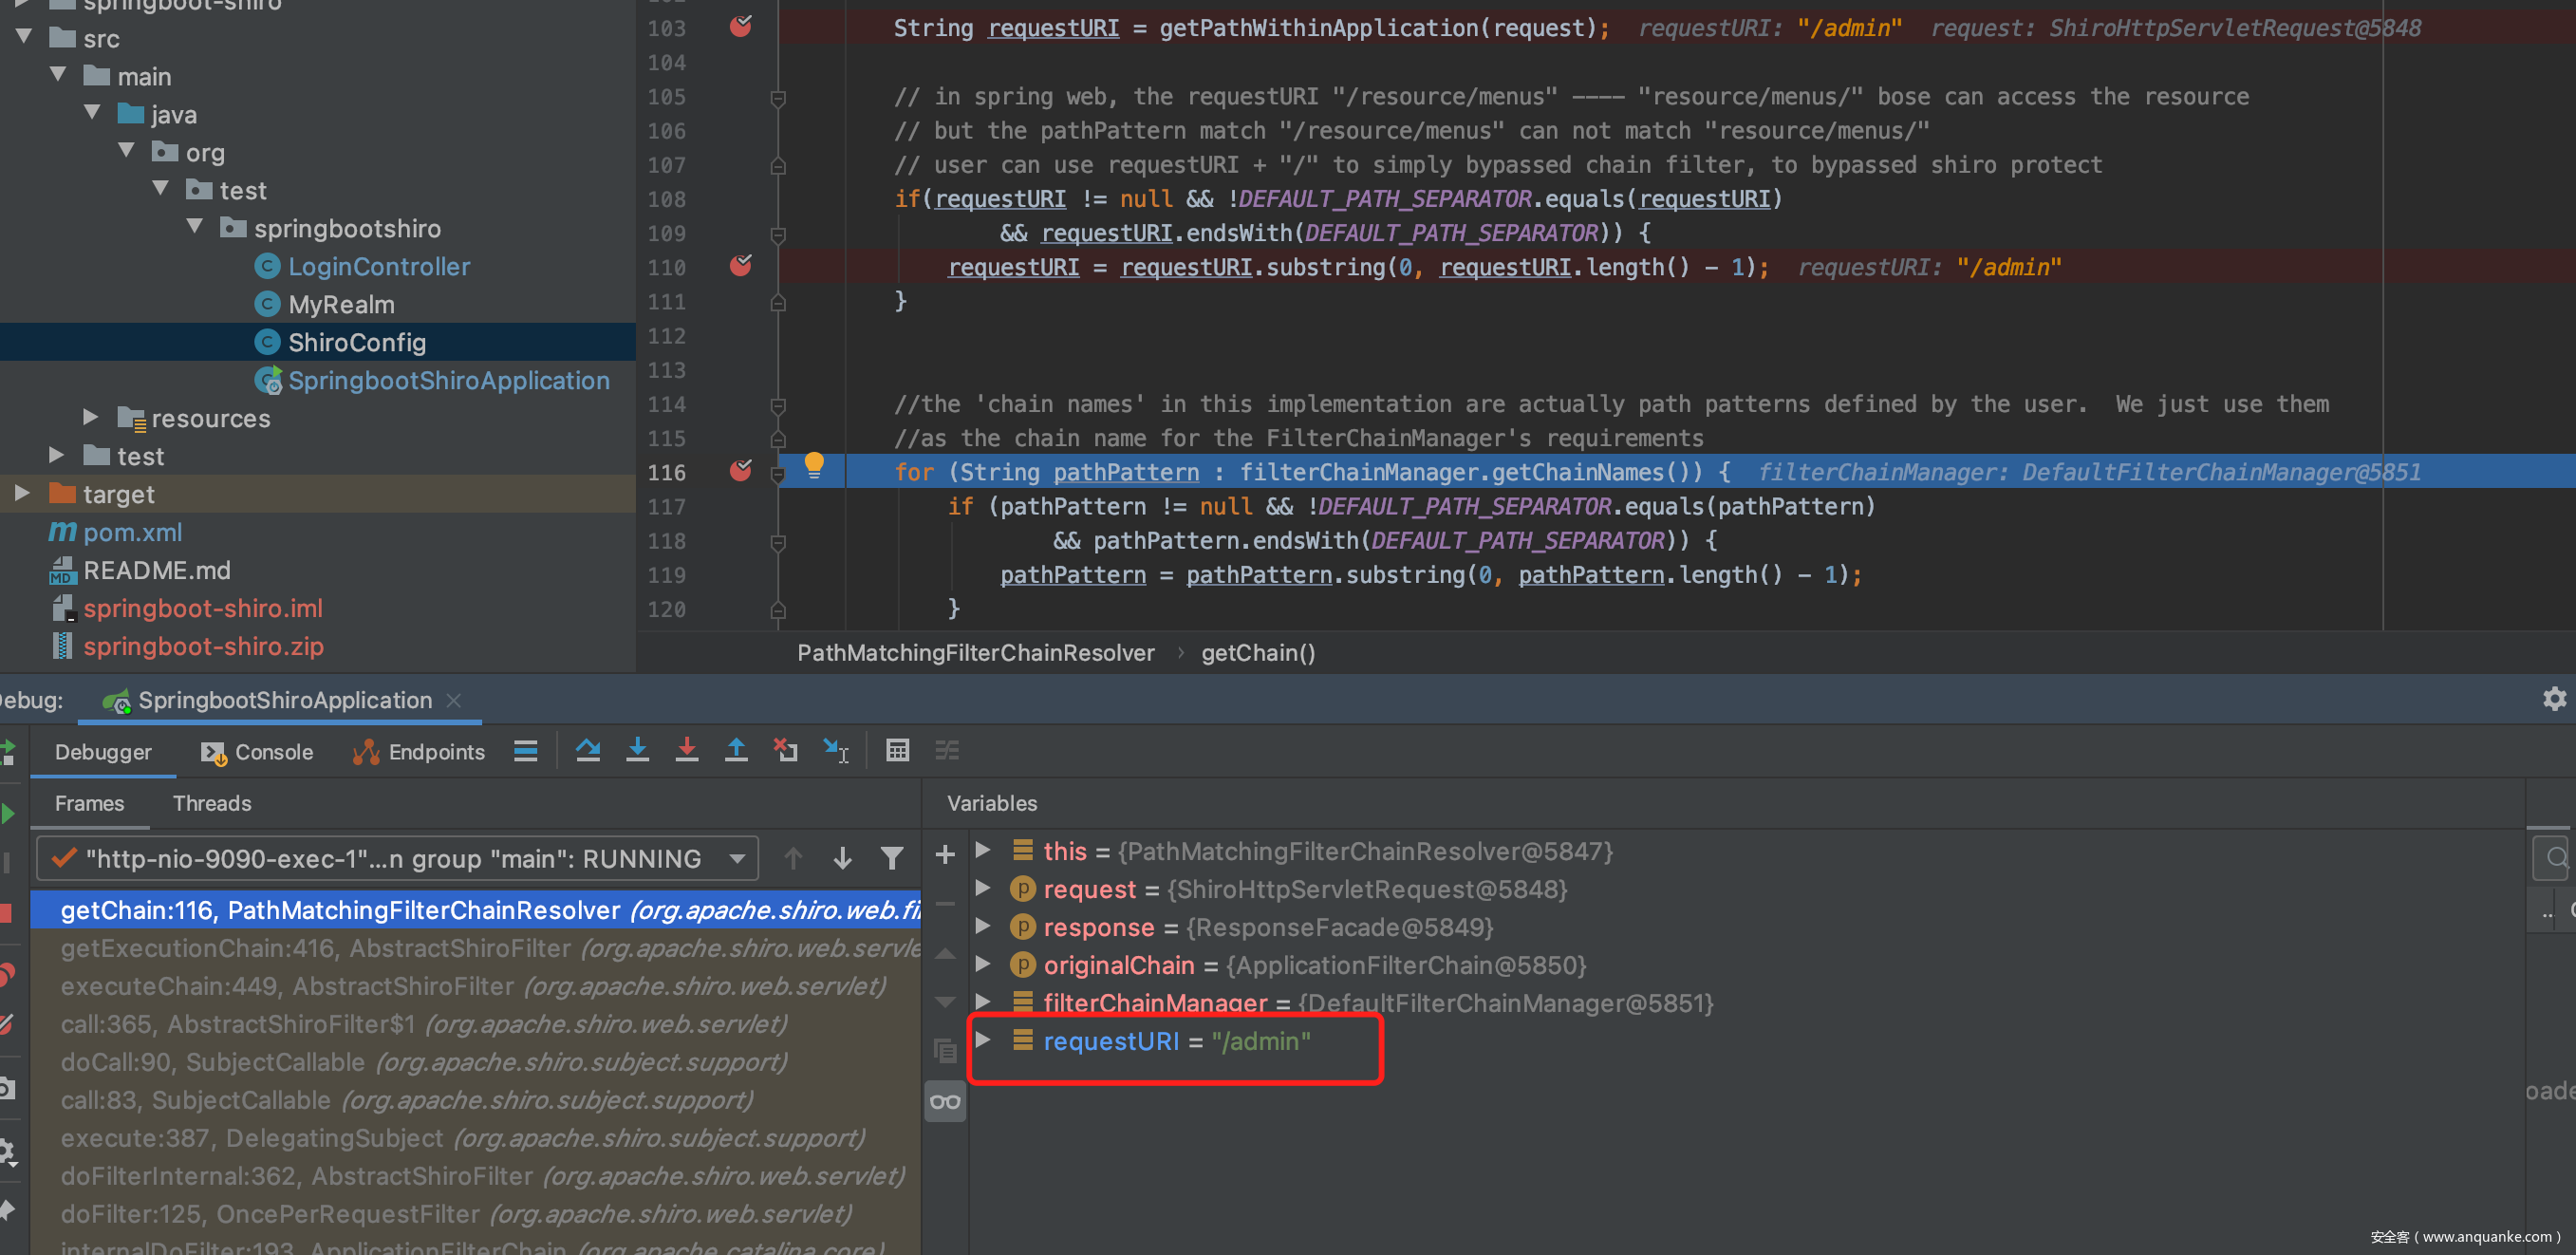 springboot-shiro
src
main
java
org
test
springbootshiro
LoginController
MyRealm
ShiroConfig
SpringbootShiroApplication
resources
test
target
pom.xml
README.md
springboot-shiro.iml
springboot-shiro.zip
103 String requestURI = getPathWithinApplication(request); requestURI: "/admin" request: ShiroHttpServletRequest@5848
104
105 // in spring web, the requestURI "/resource/menus" ---- "resource/menus/" bose can access the resource
106 // but the pathPattern match "/resource/menus" can not match "resource/menus/"
107 // user can use requestURI + "/" to simply bypassed chain filter, to bypassed shiro protect
108 if(requestURI != null && !DEFAULT_PATH_SEPARATOR.equals(requestURI)
109 && requestURI.endsWith(DEFAULT_PATH_SEPARATOR)) {
110 requestURI = requestURI.substring(0, requestURI.length() - 1); requestURI: "/admin"
111 }
112
113
114 //the 'chain names' in this implementation are actually path patterns defined by the user. We just use them
115 //as the chain name for the FilterChainManager's requirements
116 for (String pathPattern : filterChainManager.getChainNames()) { filterChainManager: DefaultFilterChainManager@5851
117 if (pathPattern != null && !DEFAULT_PATH_SEPARATOR.equals(pathPattern)
118 && pathPattern.endsWith(DEFAULT_PATH_SEPARATOR)) {
119 pathPattern = pathPattern.substring(0, pathPattern.length() - 1);
120 }
PathMatchingFilterChainResolver › getChain()
ebug: SpringbootShiroApplication
Debugger Console Endpoints
Frames Threads
"http-nio-9090-exec-1"...n group "main": RUNNING
getChain:116, PathMatchingFilterChainResolver (org.apache.shiro.web.fi
getExecutionChain:416, AbstractShiroFilter (org.apache.shiro.web.servle
executeChain:449, AbstractShiroFilter (org.apache.shiro.web.servlet)
call:365, AbstractShiroFilter$1 (org.apache.shiro.web.servlet)
doCall:90, SubjectCallable (org.apache.shiro.subject.support)
call:83, SubjectCallable (org.apache.shiro.subject.support)
execute:387, DelegatingSubject (org.apache.shiro.subject.support)
doFilterInternal:362, AbstractShiroFilter (org.apache.shiro.web.servlet)
doFilter:125, OncePerRequestFilter (org.apache.shiro.web.servlet)
internalDoFilter:193, ApplicationFilterChain (org.apache.catalina.core)
Variables
this = {PathMatchingFilterChainResolver@5847}
request = {ShiroHttpServletRequest@5848}
response = {ResponseFacade@5849}
originalChain = {ApplicationFilterChain@5850}
filterChainManager = {DefaultFilterChainManager@5851}
requestURI = "/admin"
oade
安全客（www.anquanke.com）